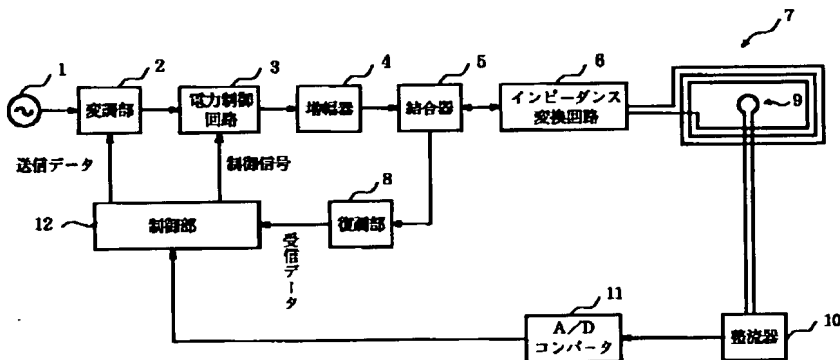 1
2
3
4
5
6
7
変調部
電力制御
回路
増幅器
結合器
インピーダンス
変換回路
9
送信データ
制御信号
8
12
制御部
復調部
受信データ
11
A/D
コンバータ
整流器
10